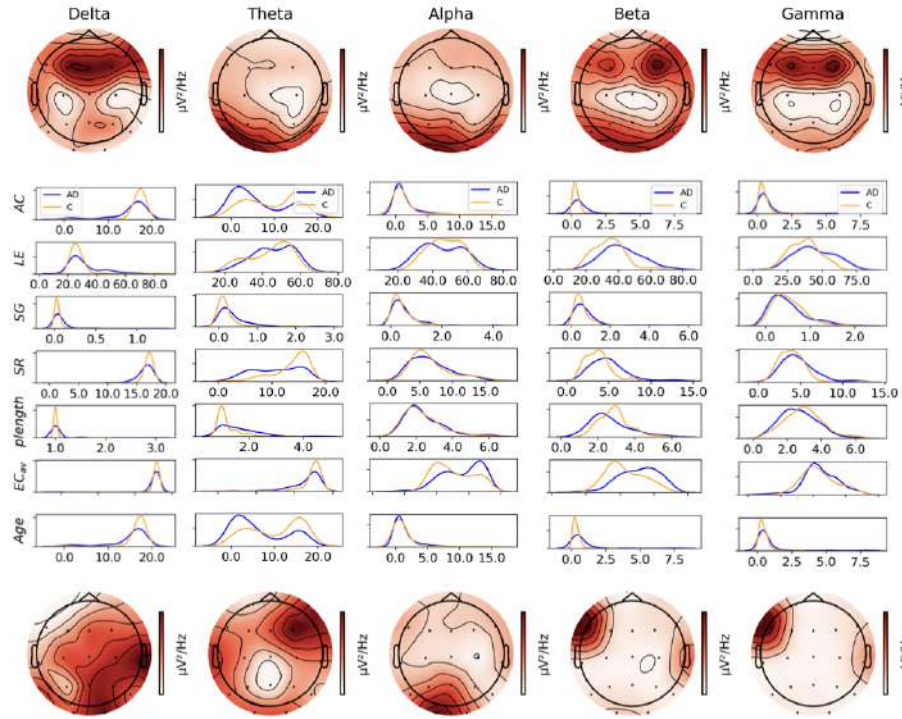 Delta Theta Alpha Beta Gamma
μV²/Hz μV²/Hz μV²/Hz μV²/Hz
AC
AD AD AD AD AD
C C C C C
0.0 10.0 20.0 0.0 5.0 10.0 15.0 20.0 0.0 5.0 10.0 15.0 0.0 2.5 5.0 7.5 0.0 2.5 5.0 7.5
LE
0.0 20.0 40.0 60.0 80.0 20.0 40.0 60.0 80.0 20.0 40.0 60.0 80.0 20.0 40.0 60.0 80.0 0.0 25.0 50.0 75.0
SG
0.0 0.5 1.0 0.0 1.0 2.0 3.0 0.0 2.0 4.0 0.0 2.0 4.0 6.0 0.0 1.0 2.0
SR
0.0 5.0 10.0 15.0 20.0 0.0 5.0 10.0 15.0 20.0 0.0 5.0 10.0 15.0 0.0 5.0 10.0 15.0 0.0 5.0 10.0 15.0
plength
1.0 2.0 3.0 2.0 4.0 0.0 2.0 4.0 6.0 0.0 2.0 4.0 6.0 0.0 2.0 4.0 6.0
ECav
Age
0.0 10.0 20.0 0.0 5.0 10.0 15.0 20.0 0.0 5.0 10.0 15.0 0.0 2.5 5.0 7.5 0.0 2.5 5.0 7.5
μV²/Hz μV²/Hz μV²/Hz μV²/Hz